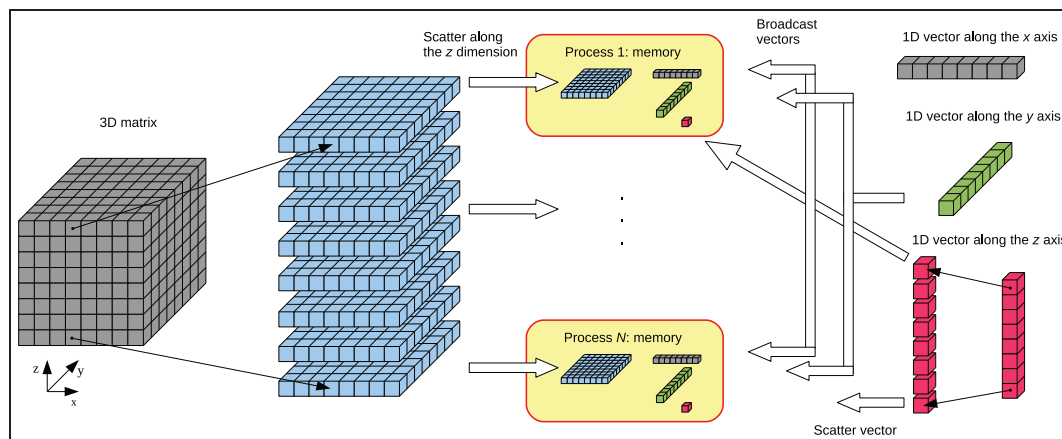 Scatter along
the z dimension
Broadcast
vectors
Process 1: memory
1D vector along the x axis
3D matrix
1D vector along the y axis
1D vector along the z axis
Process N: memory
z
y
x
Scatter vector